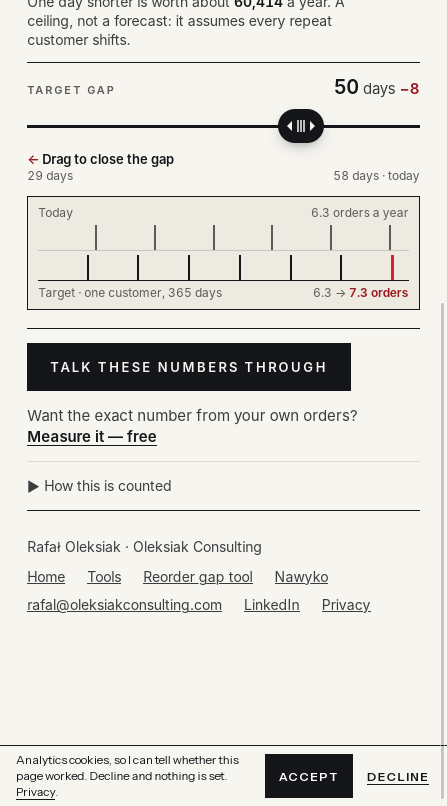 One day shorter is worth about 60,414 a year. A
ceiling, not a forecast: it assumes every repeat
customer shifts.
TARGET GAP
50 days −8
← Drag to close the gap
29 days
58 days · today
Today
6.3 orders a year
Target · one customer, 365 days
6.3 → 7.3 orders
TALK THESE NUMBERS THROUGH
Want the exact number from your own orders?
Measure it — free
▶ How this is counted
Rafał Oleksiak · Oleksiak Consulting
Home Tools Reorder gap tool Nawyko
rafal@oleksiakconsulting.com LinkedIn Privacy
Analytics cookies, so I can tell whether this
page worked. Decline and nothing is set.
Privacy.
ACCEPT
DECLINE